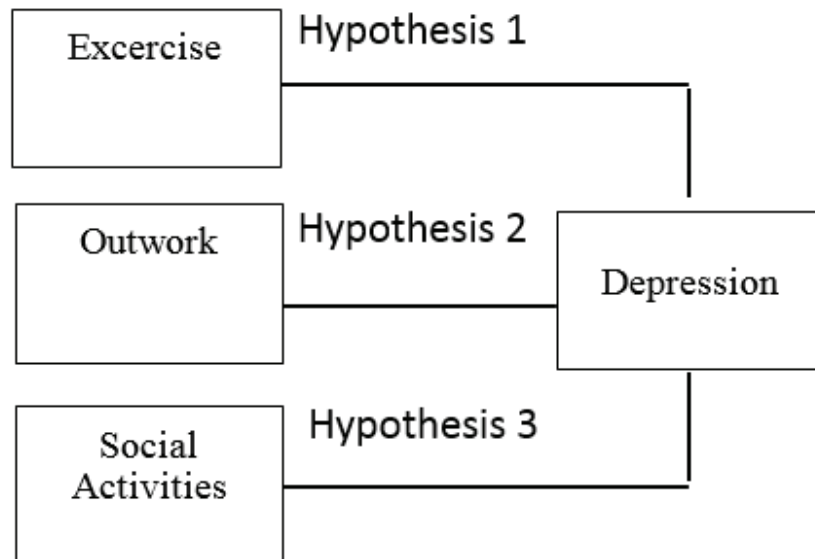 Excercise
Hypothesis 1
Outwork
Hypothesis 2
Depression
Social
Activities
Hypothesis 3